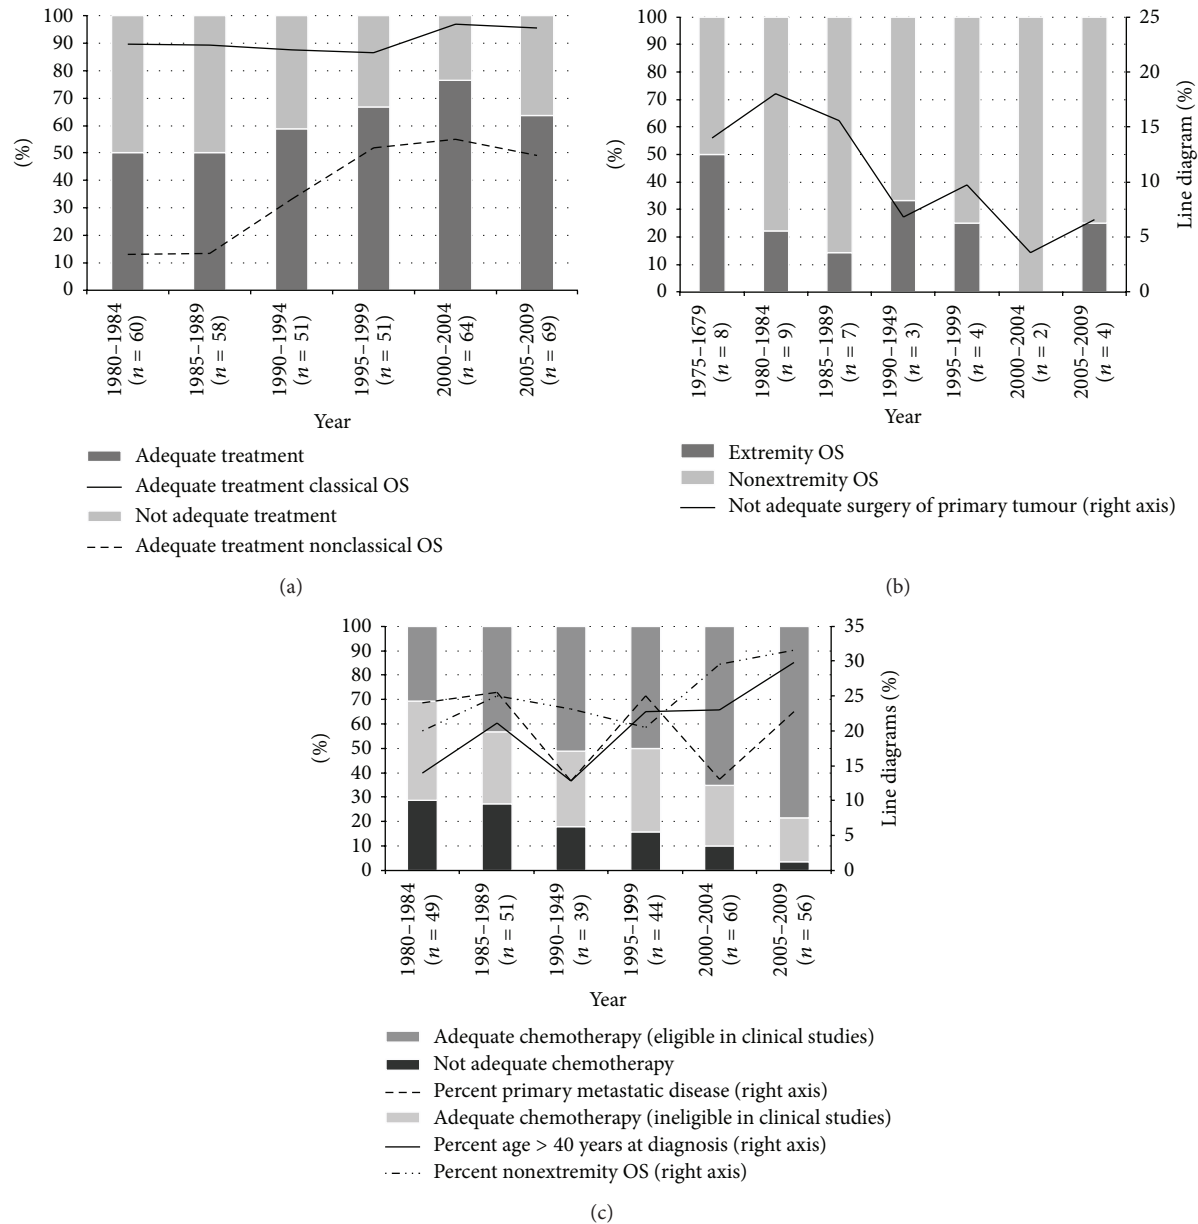 100
90
80
70
60
50
40
30
20
10
0
(%)
1980–1984
(n = 60)
1985–1989
(n = 58)
1990–1994
(n = 51)
1995–1999
(n = 51)
2000–2004
(n = 64)
2005–2009
(n = 69)
Year
Adequate treatment
Adequate treatment classical OS
Not adequate treatment
Adequate treatment nonclassical OS
(a)
100
90
80
70
60
50
40
30
20
10
0
(%)
25
20
15
10
5
0
Line diagram (%)
1975–1679
(n = 8)
1980–1984
(n = 9)
1985–1989
(n = 7)
1990–1949
(n = 3)
1995–1999
(n = 4)
2000–2004
(n = 2)
2005–2009
(n = 4)
Year
Extremity OS
Nonextremity OS
Not adequate surgery of primary tumour (right axis)
(b)
100
90
80
70
60
50
40
30
20
10
0
(%)
35
30
25
20
15
10
5
0
Line diagrams (%)
1980–1984
(n = 49)
1985–1989
(n = 51)
1990–1949
(n = 39)
1995–1999
(n = 44)
2000–2004
(n = 60)
2005–2009
(n = 56)
Year
Adequate chemotherapy (eligible in clinical studies)
Not adequate chemotherapy
Percent primary metastatic disease (right axis)
Adequate chemotherapy (ineligible in clinical studies)
Percent age > 40 years at diagnosis (right axis)
Percent nonextremity OS (right axis)
(c)